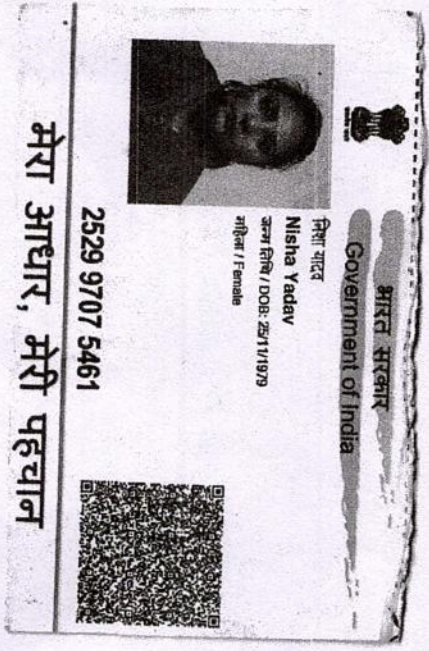 भारत सरकार
Government of India
निशा यादव
Nisha Yadav
जन्म तिथि / DOB: 25/11/1979
महिला / Female
2529 9707 5461
मेरा आधार, मेरी पहचान